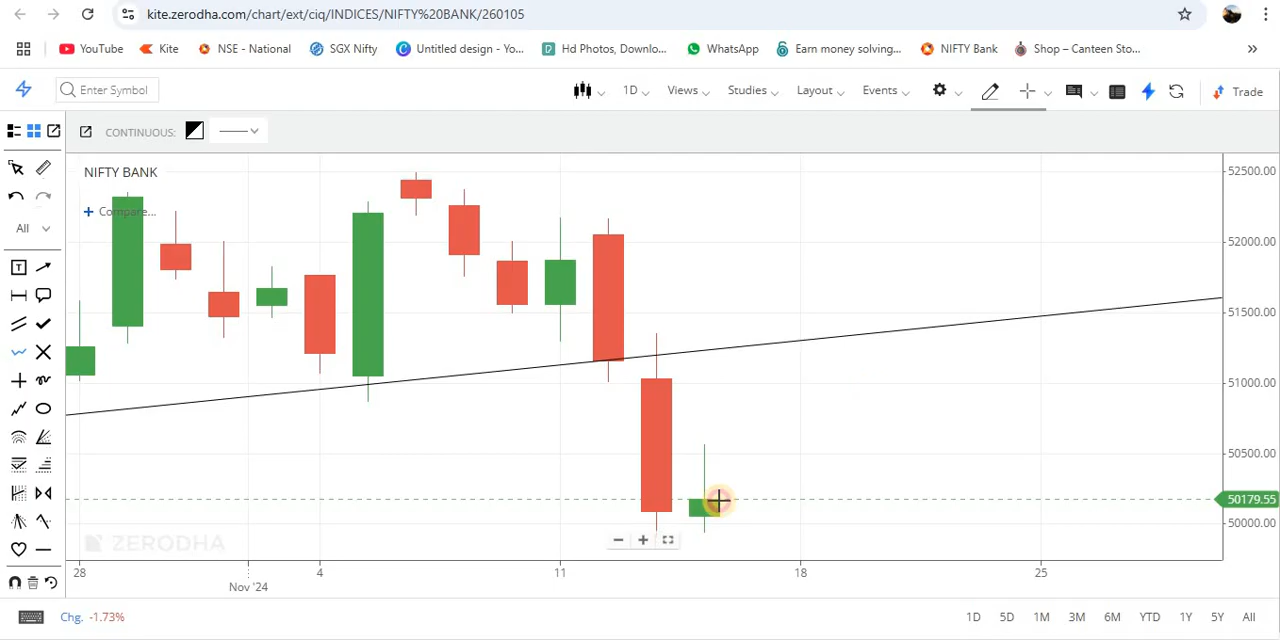 kite.zerodha.com/chart/ext/ciq/INDICES/NIFTY%20BANK/260105
YouTube Kite NSE - National SGX Nifty Untitled design - Yo... Hd Photos, Downlo... WhatsApp Earn money solving... NIFTY Bank Shop – Canteen Sto... »
Enter Symbol 1D Views Studies Layout Events Trade
CONTINUOUS:
NIFTY BANK
+ Compare...
All
T
52500.00
52000.00
51500.00
51000.00
50500.00
50179.55
50000.00
ZERODHA
28 4 11 18 25
Nov '24
Chg. -1.73% 1D 5D 1M 3M 6M YTD 1Y 5Y All